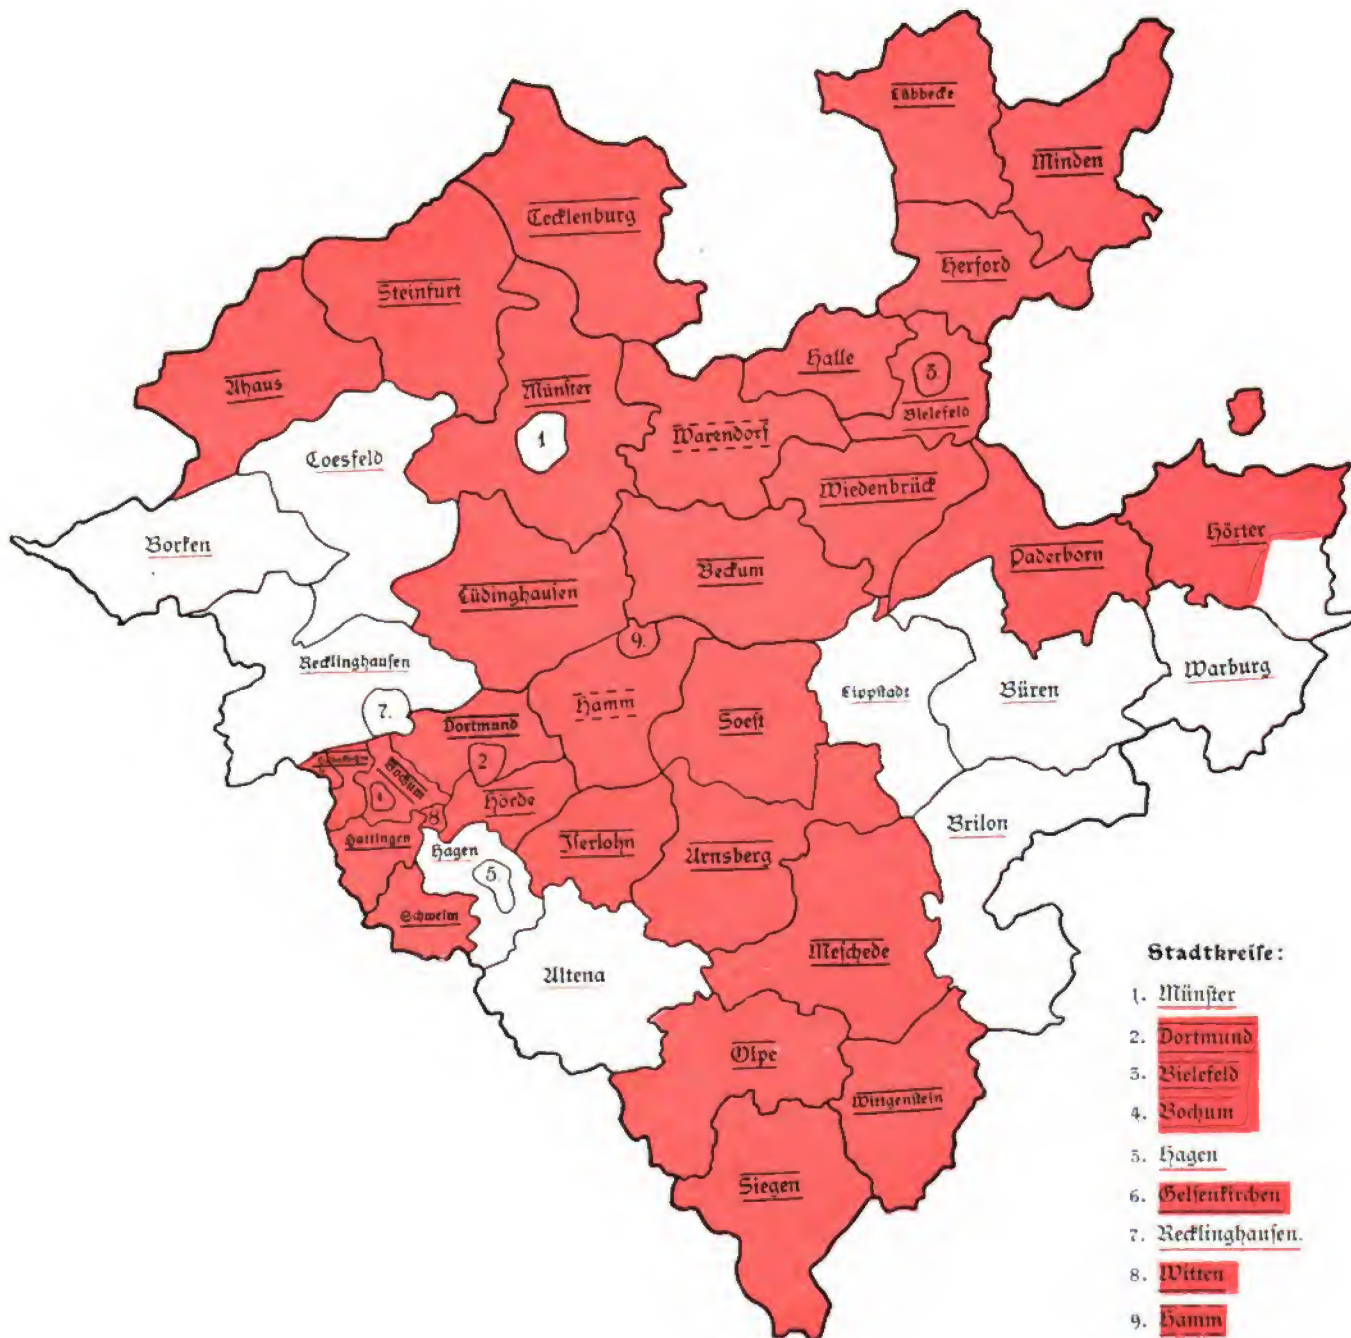 Lübbecke
Minden
Tecklenburg
Herford
Steinfurt
Halle
3.
Ahaus
Münster
Bielefeld
1
Warendorf
Coesfeld
Wiedenbrück
Höxter
Borken
Paderborn
Beckum
Lüdinghausen
9.
Recklinghausen
Warburg
Lippstadt
Büren
Hamm
7.
Dortmund
Soest
2
Bochum
4.
Hörde
8
Brilon
Hattingen
Hagen
Iserlohn
Arnsberg
5.
Schwelm
Meschede
Altena
Olpe
Wittgenstein
Siegen
Stadtkreise:
1. Münster
2. Dortmund
3. Bielefeld
4. Bochum
5. Hagen
6. Gelsenkirchen
7. Recklinghausen.
8. Witten
9. Hamm